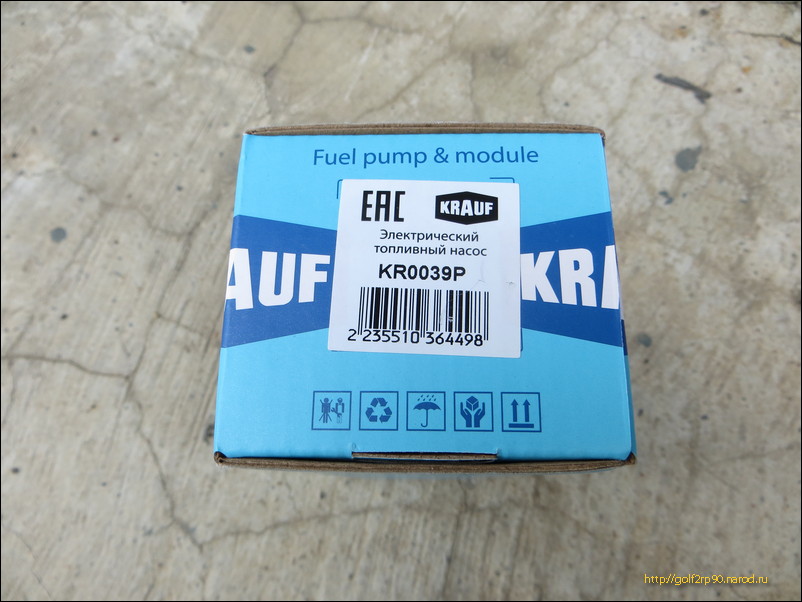 Fuel pump & module
EAC KRAUF
Электрический
топливный насос
KR0039P
2 235510 364498
AUF KRA
http://golf2rp90.narod.ru